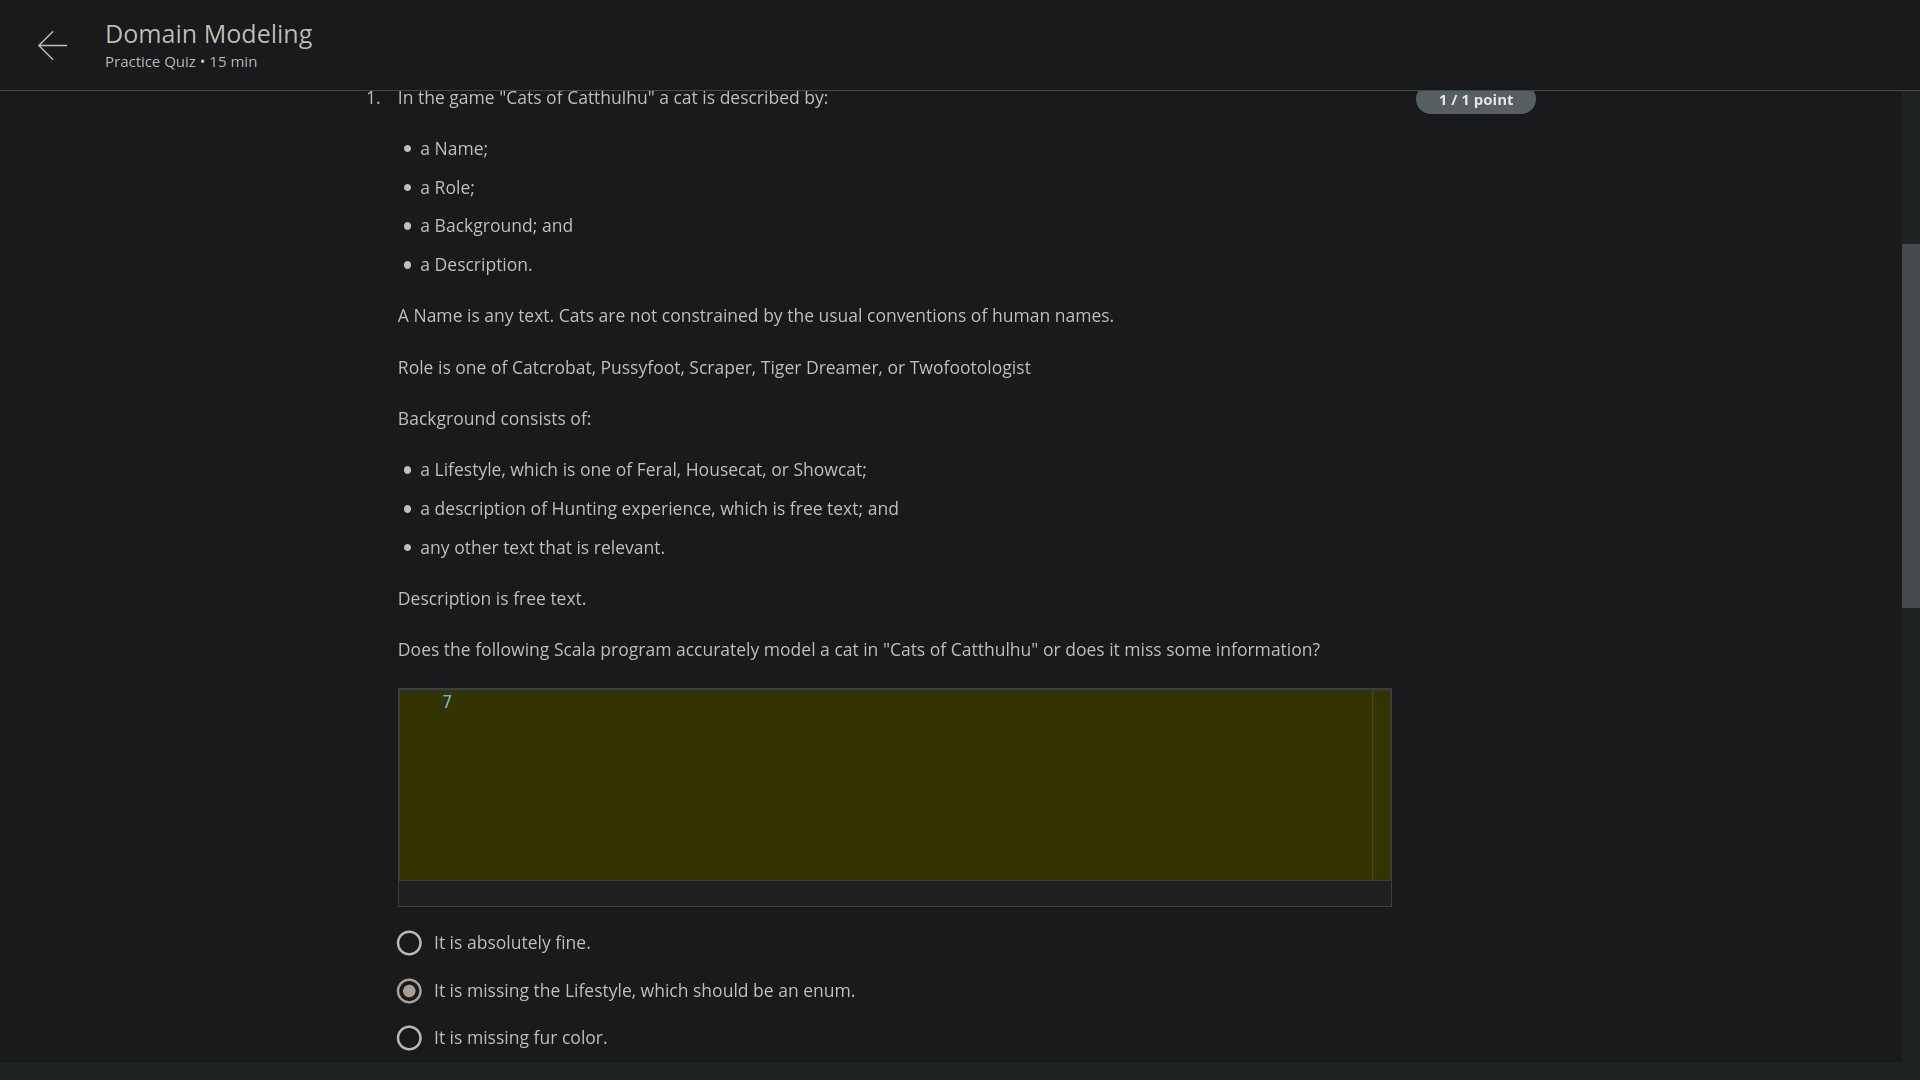 Domain Modeling
Practice Quiz • 15 min
1. In the game "Cats of Catthulhu" a cat is described by:
1 / 1 point
• a Name;
• a Role;
• a Background; and
• a Description.
A Name is any text. Cats are not constrained by the usual conventions of human names.
Role is one of Catcrobat, Pussyfoot, Scraper, Tiger Dreamer, or Twofootologist
Background consists of:
• a Lifestyle, which is one of Feral, Housecat, or Showcat;
• a description of Hunting experience, which is free text; and
• any other text that is relevant.
Description is free text.
Does the following Scala program accurately model a cat in "Cats of Catthulhu" or does it miss some information?
7
It is absolutely fine.
It is missing the Lifestyle, which should be an enum.
It is missing fur color.